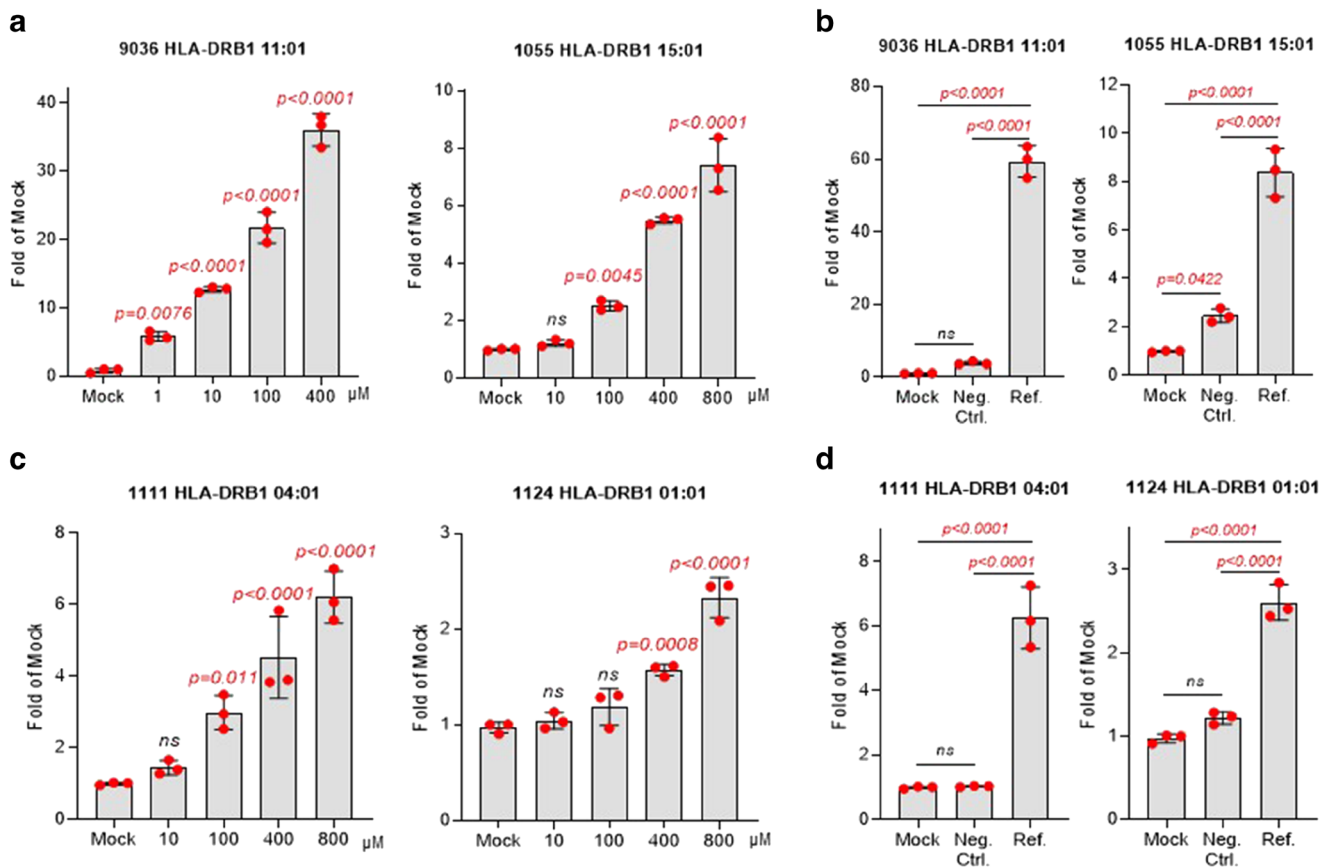 a
9036 HLA-DRB1 11:01
Fold of Mock
40
30
20
10
0
p=0.0076
p<0.0001
p<0.0001
p<0.0001
Mock 1 10 100 400 µM
1055 HLA-DRB1 15:01
Fold of Mock
10
8
6
4
2
0
ns
p=0.0045
p<0.0001
p<0.0001
Mock 10 100 400 800 µM
b
9036 HLA-DRB1 11:01
Fold of Mock
80
60
40
20
0
p<0.0001
p<0.0001
ns
Mock Neg. Ref.
Ctrl.
1055 HLA-DRB1 15:01
Fold of Mock
12
10
8
6
4
2
0
p<0.0001
p<0.0001
p=0.0422
Mock Neg. Ref.
Ctrl.
c
1111 HLA-DRB1 04:01
Fold of Mock
8
6
4
2
0
ns
p=0.011
p<0.0001
p<0.0001
Mock 10 100 400 800 µM
1124 HLA-DRB1 01:01
Fold of Mock
3
2
1
0
ns
ns
p=0.0008
p<0.0001
Mock 10 100 400 800 µM
d
1111 HLA-DRB1 04:01
Fold of Mock
8
6
4
2
0
p<0.0001
p<0.0001
ns
Mock Neg. Ref.
Ctrl.
1124 HLA-DRB1 01:01
Fold of Mock
3
2
1
0
p<0.0001
p<0.0001
ns
Mock Neg. Ref.
Ctrl.